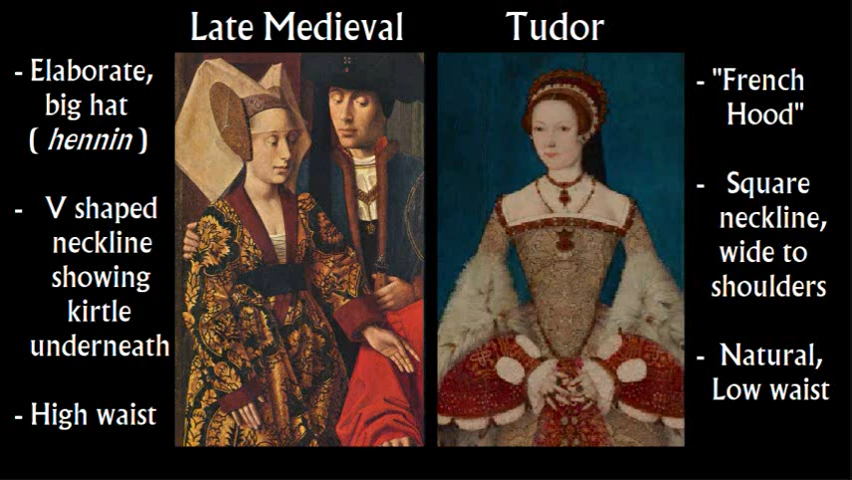 Late Medieval
- Elaborate,
big hat
( hennin )
- V shaped
neckline
showing
kirtle
underneath
- High waist
Tudor
- "French
Hood"
- Square
neckline,
wide to
shoulders
- Natural,
Low waist